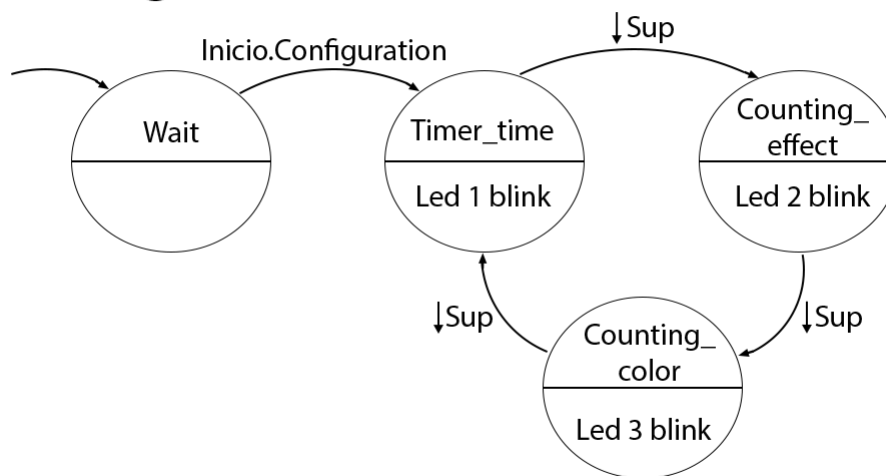 ↓Sup
Inicio.Configuration
Wait
Timer_time
Counting_
effect
Led 1 blink
Led 2 blink
↓Sup
↓Sup
Counting_
color
Led 3 blink